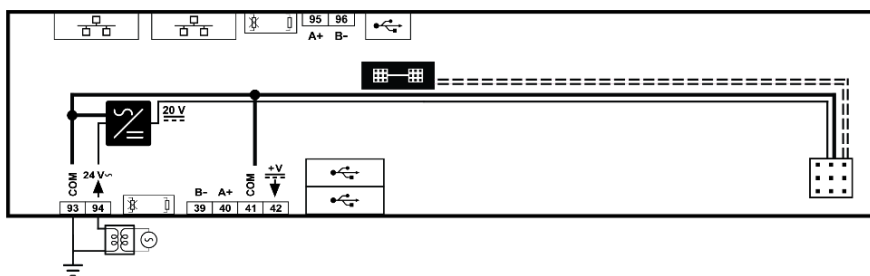 95 96
A+ B-
20 V
COM 24 V~ COM +V
B- A+
93 94 39 40 41 42